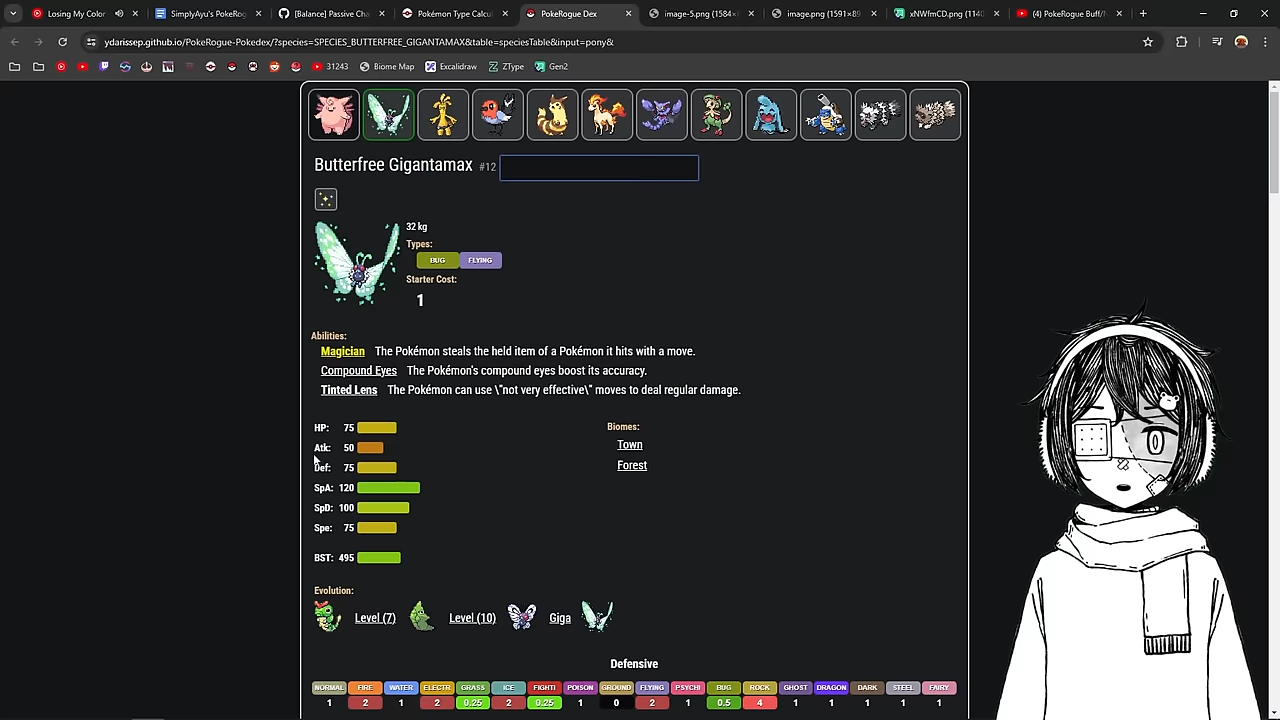 Losing My Color
SimplyAyu's PokeRog
[Balance] Passive Cha
Pokémon Type Calcul
PokeRogue Dex
image-5.png (1584×
image.png (1591×8
xNWfmCD.png (1140
(4) PokeRogue Buff/N
ydarissep.github.io/PokeRogue-Pokedex/?species=SPECIES_BUTTERFREE_GIGANTAMAX&table=speciesTable&input=pony&
31243 Biome Map Excalidraw ZType Gen2
Butterfree Gigantamax #12
32 kg
Types:
BUG FLYING
Starter Cost:
1
Abilities:
Magician The Pokémon steals the held item of a Pokémon it hits with a move.
Compound Eyes The Pokémon's compound eyes boost its accuracy.
Tinted Lens The Pokémon can use \"not very effective\" moves to deal regular damage.
HP: 75
Atk: 50
Def: 75
SpA: 120
SpD: 100
Spe: 75
BST: 495
Biomes:
Town
Forest
Evolution:
Level (7) Level (10) Giga
Defensive
NORMAL FIRE WATER ELECTR GRASS ICE FIGHTI POISON GROUND FLYING PSYCHI BUG ROCK GHOST DRAGON DARK STEEL FAIRY
1 2 1 2 0.25 2 0.25 1 0 2 1 0.5 4 1 1 1 1 1